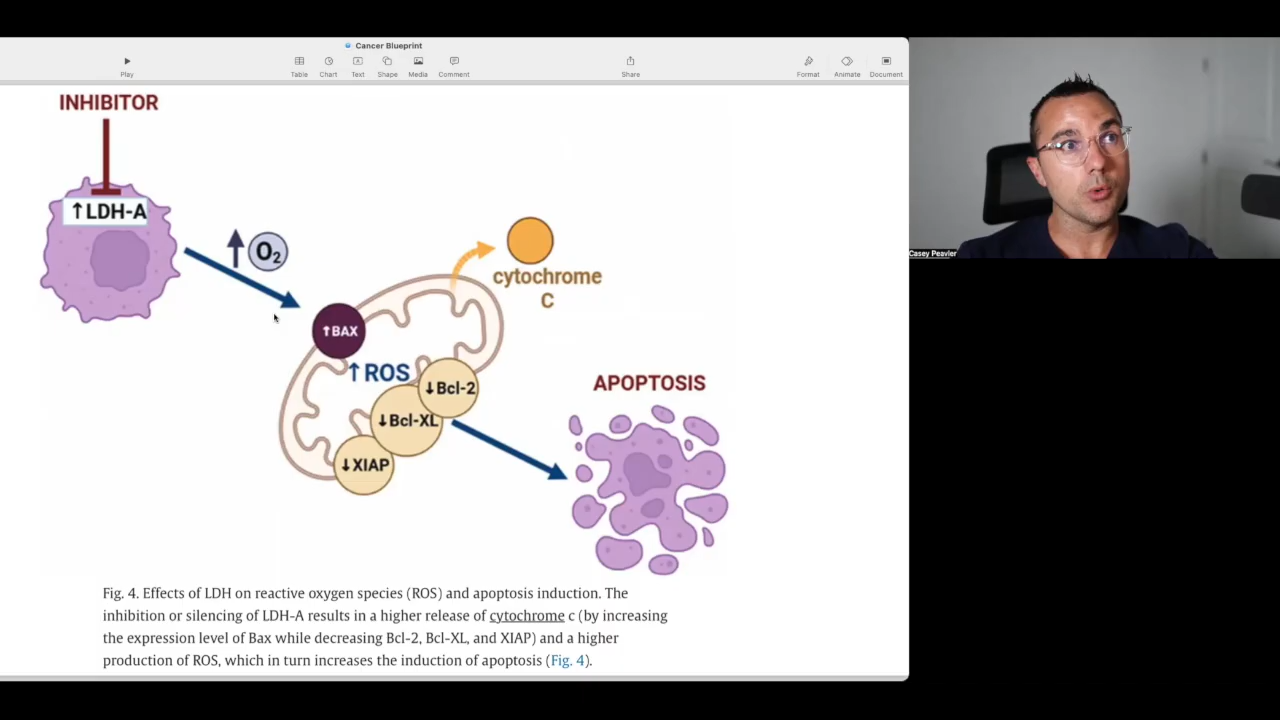 Cancer Blueprint
Play
Table
Chart
Text
Shape
Media
Comment
Share
Format
Animate
Document
INHIBITOR
↑LDH-A
↑ O₂
cytochrome
C
↑BAX
↑ROS
↓Bcl-2
↓Bcl-XL
↓XIAP
APOPTOSIS
Fig. 4. Effects of LDH on reactive oxygen species (ROS) and apoptosis induction. The
inhibition or silencing of LDH-A results in a higher release of cytochrome c (by increasing
the expression level of Bax while decreasing Bcl-2, Bcl-XL, and XIAP) and a higher
production of ROS, which in turn increases the induction of apoptosis (Fig. 4).
Casey Peavler